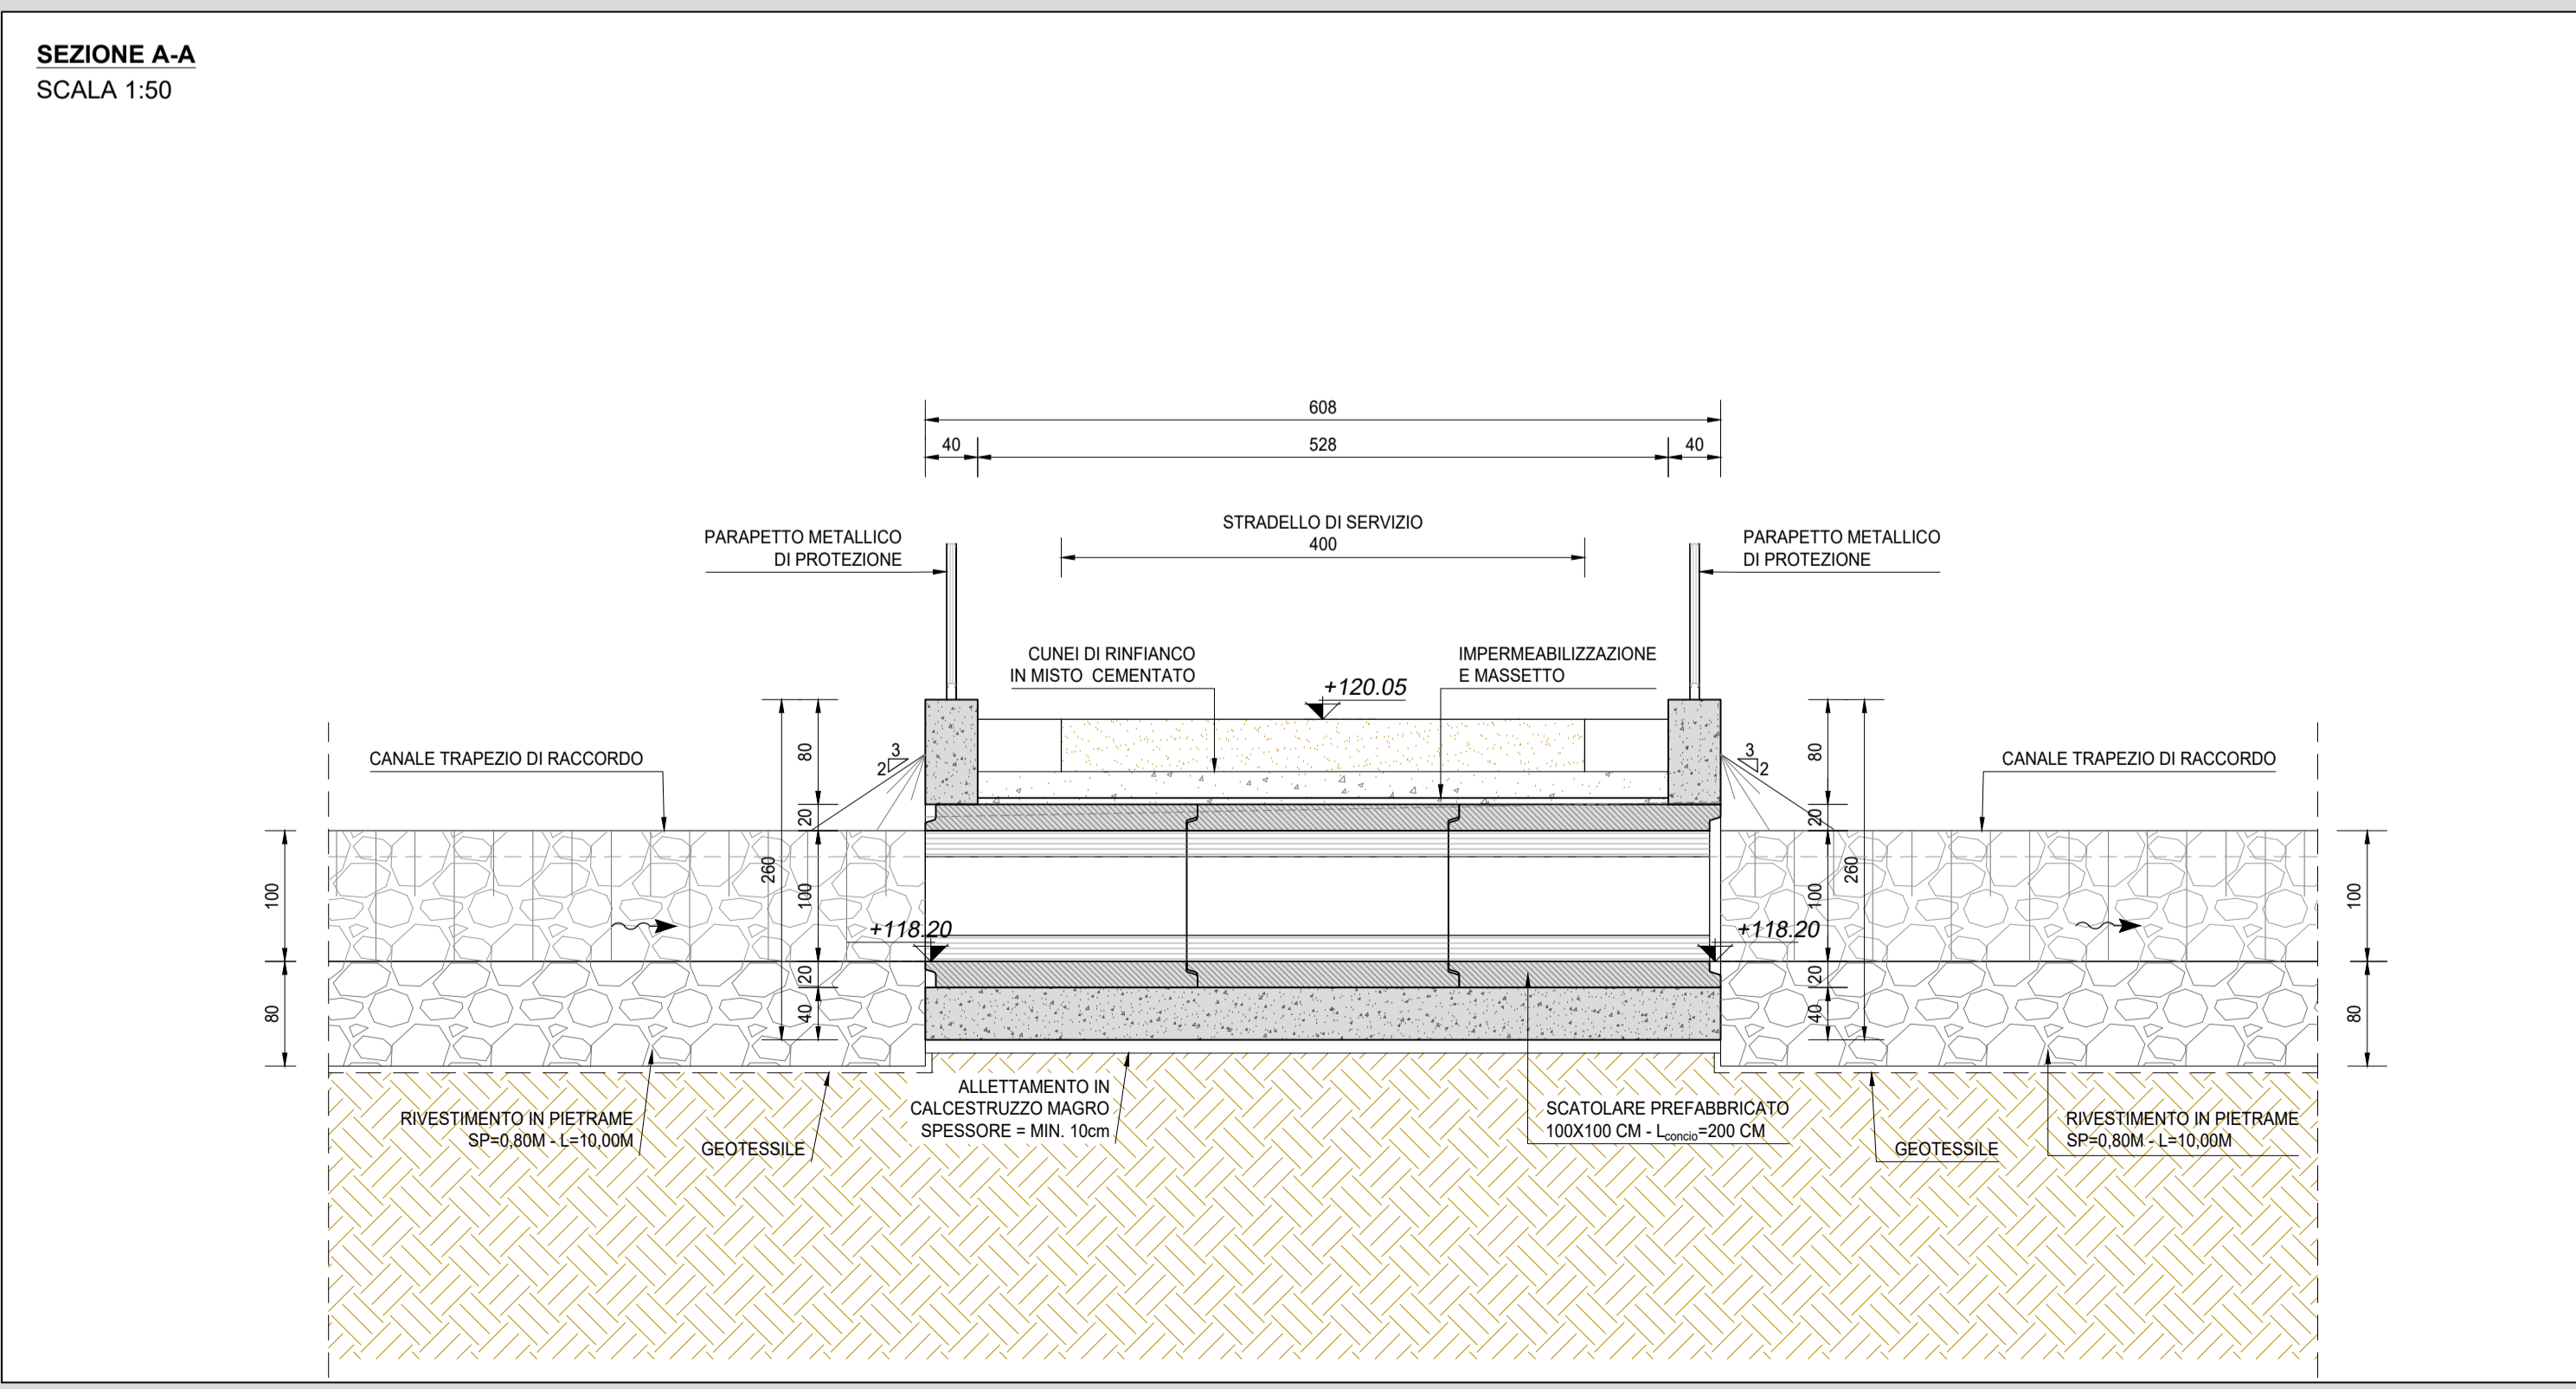 SEZIONE A-A
SCALA 1:50
608
40
528
40
STRADELLO DI SERVIZIO
400
PARAPETTO METALLICO
DI PROTEZIONE
PARAPETTO METALLICO
DI PROTEZIONE
CUNEI DI RINFIANCO
IN MISTO CEMENTATO
IMPERMEABILIZZAZIONE
E MASSETTO
+120.05
CANALE TRAPEZIO DI RACCORDO
3
2
80
20
260
100
20
40
100
80
+118.20
3
2
80
20
260
100
20
40
+118.20
CANALE TRAPEZIO DI RACCORDO
100
80
RIVESTIMENTO IN PIETRAME
SP=0,80M - L=10,00M
GEOTESSILE
ALLETTAMENTO IN
CALCESTRUZZO MAGRO
SPESSORE = MIN. 10cm
SCATOLARE PREFABBRICATO
100X100 CM - Lconcio=200 CM
GEOTESSILE
RIVESTIMENTO IN PIETRAME
SP=0,80M - L=10,00M